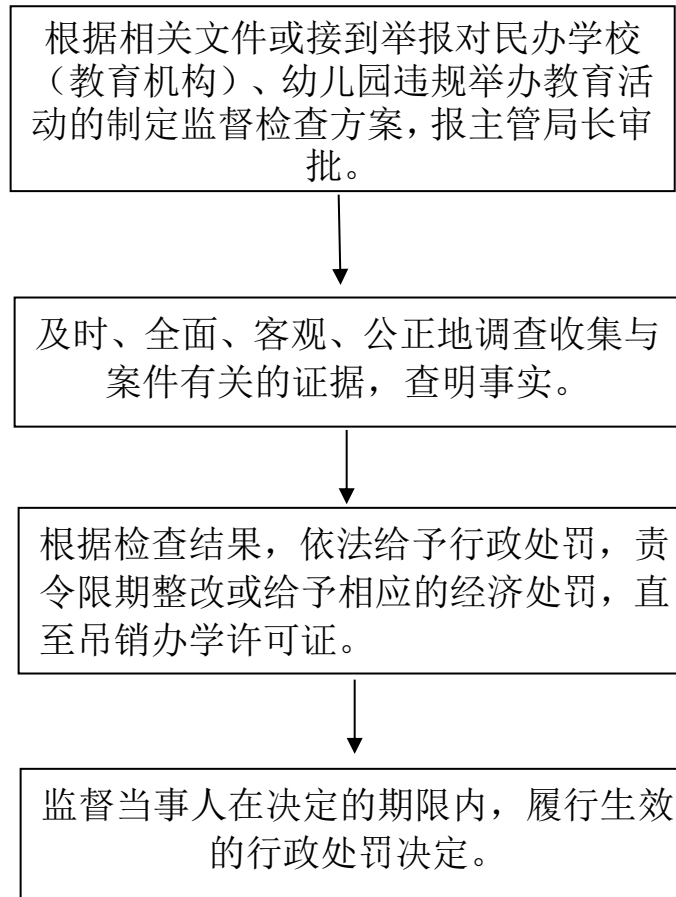 根据相关文件或接到举报对民办学校
（教育机构）、幼儿园违规举办教育活
动的制定监督检查方案，报主管局长审
批。
及时、全面、客观、公正地调查收集与
案件有关的证据，查明事实。
根据检查结果，依法给予行政处罚，责
令限期整改或给予相应的经济处罚，直
至吊销办学许可证。
监督当事人在决定的期限内，履行生效
的行政处罚决定。